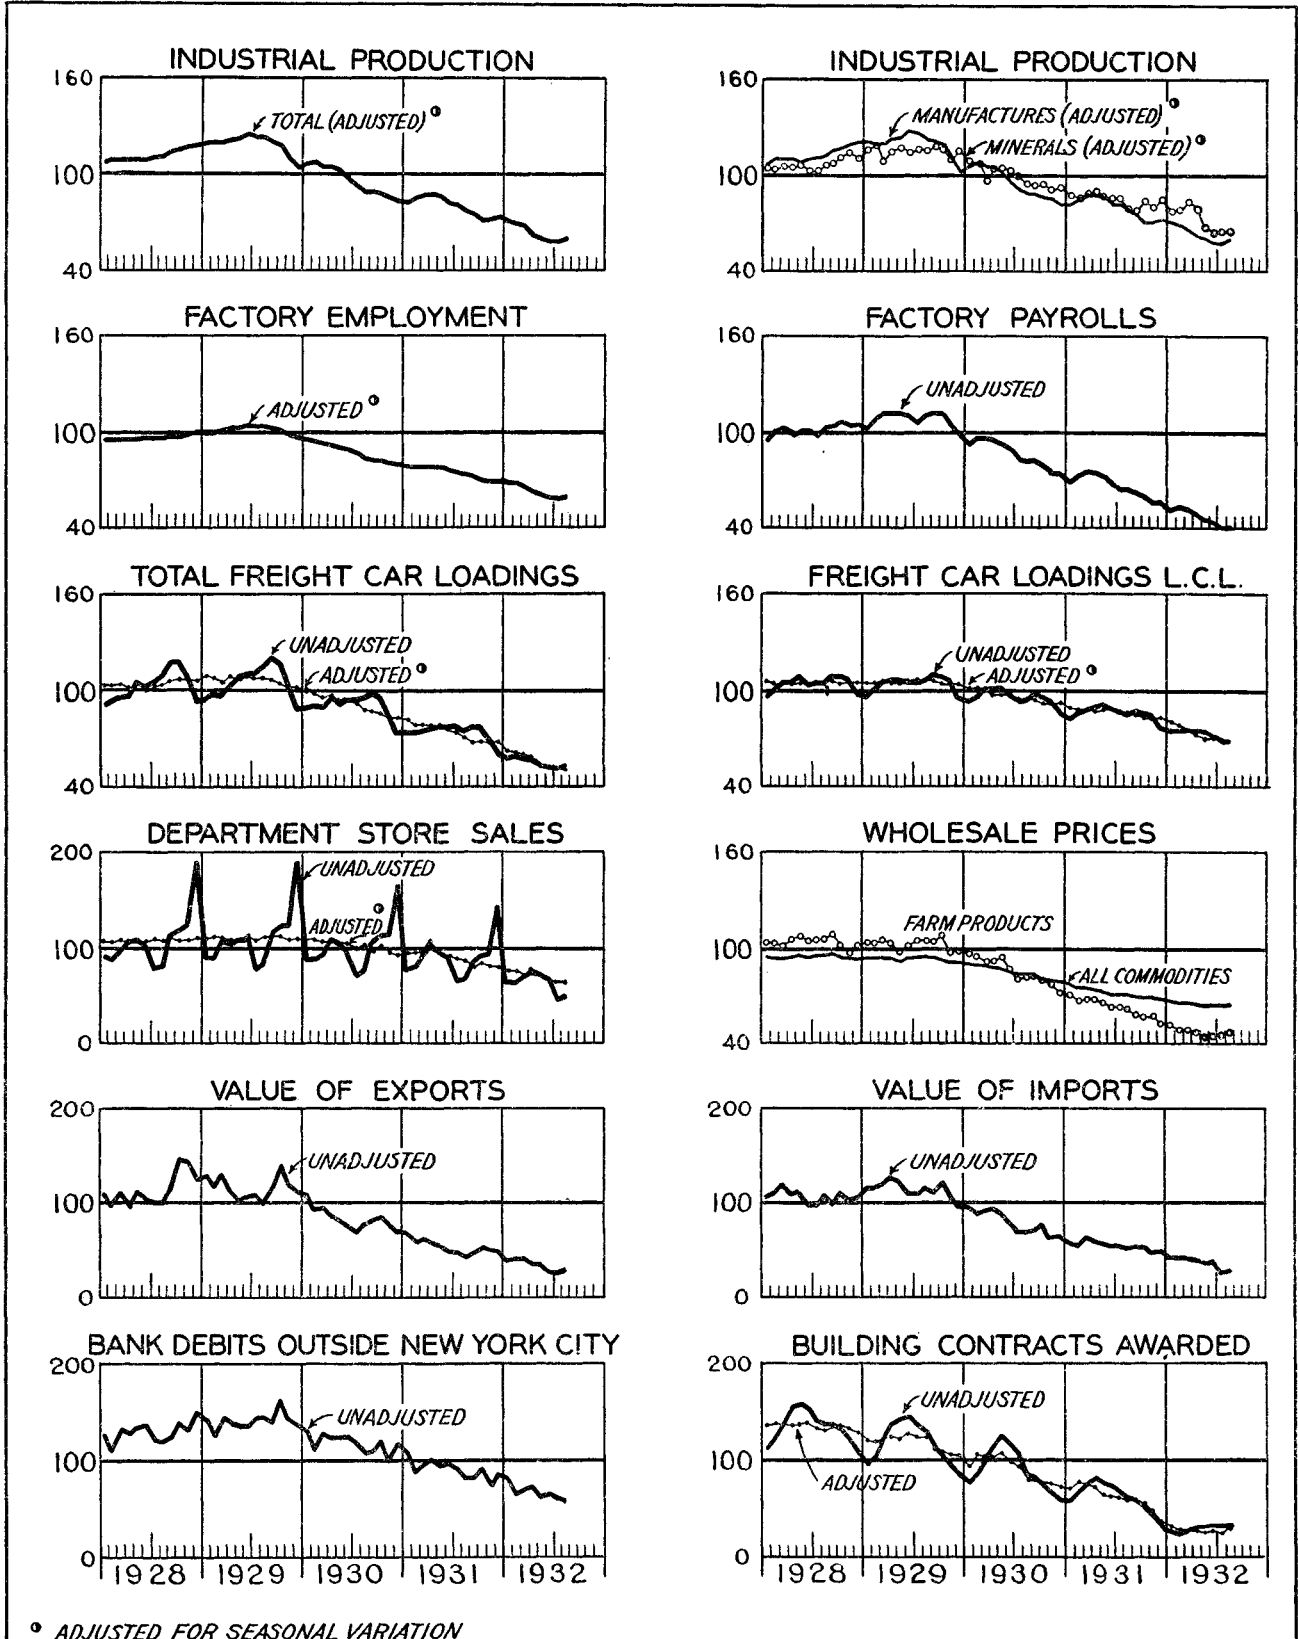 INDUSTRIAL PRODUCTION
160
TOTAL (ADJUSTED)
100
40
INDUSTRIAL PRODUCTION
160
MANUFACTURES (ADJUSTED)
MINERALS (ADJUSTED)
100
40
FACTORY EMPLOYMENT
160
ADJUSTED
100
40
FACTORY PAYROLLS
160
UNADJUSTED
100
40
TOTAL FREIGHT CAR LOADINGS
160
UNADJUSTED
ADJUSTED
100
40
FREIGHT CAR LOADINGS L.C.L.
160
UNADJUSTED
ADJUSTED
100
40
DEPARTMENT STORE SALES
200
UNADJUSTED
ADJUSTED
100
0
WHOLESALE PRICES
160
FARM PRODUCTS
100
ALL COMMODITIES
40
VALUE OF EXPORTS
200
UNADJUSTED
100
0
VALUE OF IMPORTS
200
UNADJUSTED
100
0
BANK DEBITS OUTSIDE NEW YORK CITY
200
UNADJUSTED
100
0
1928 1929 1930 1931 1932
BUILDING CONTRACTS AWARDED
200
UNADJUSTED
100
ADJUSTED
0
1928 1929 1930 1931 1932
ADJUSTED FOR SEASONAL VARIATION